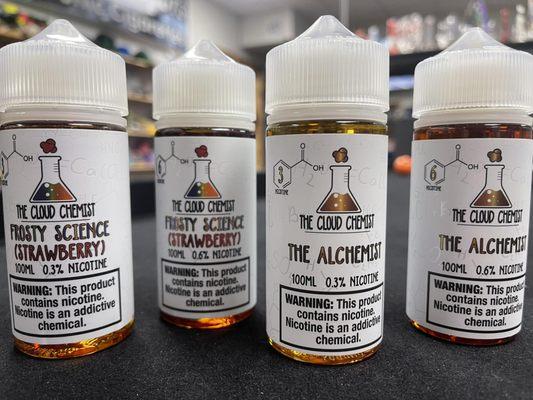 OH
THE CLOUD CHEMIST
FROSTY SCIENCE
(STRAWBERRY)
100ML 0.3% NICOTINE
WARNING: This product
contains nicotine.
Nicotine is an addictive
chemical.
OH
THE CLOUD CHEMIST
FROSTY SCIENCE
(STRAWBERRY)
100ML 0.6% NICOTINE
WARNING: This Product
contains nicotine.
Nicotine is an addictive
chemical.
3
NICOTINE
OH
THE CLOUD CHEMIST
THE ALCHEMIST
100ML 0.3% NICOTINE
WARNING: This Product
contains nicotine.
Nicotine is an addictive
chemical.
6
NICOTINE
OH
THE CLOUD CHEMIST
THE ALCHEMIST
100ML 0.6% NICOTINE
WARNING: This Product
contains nicotine.
Nicotine is an addictive
chemical.